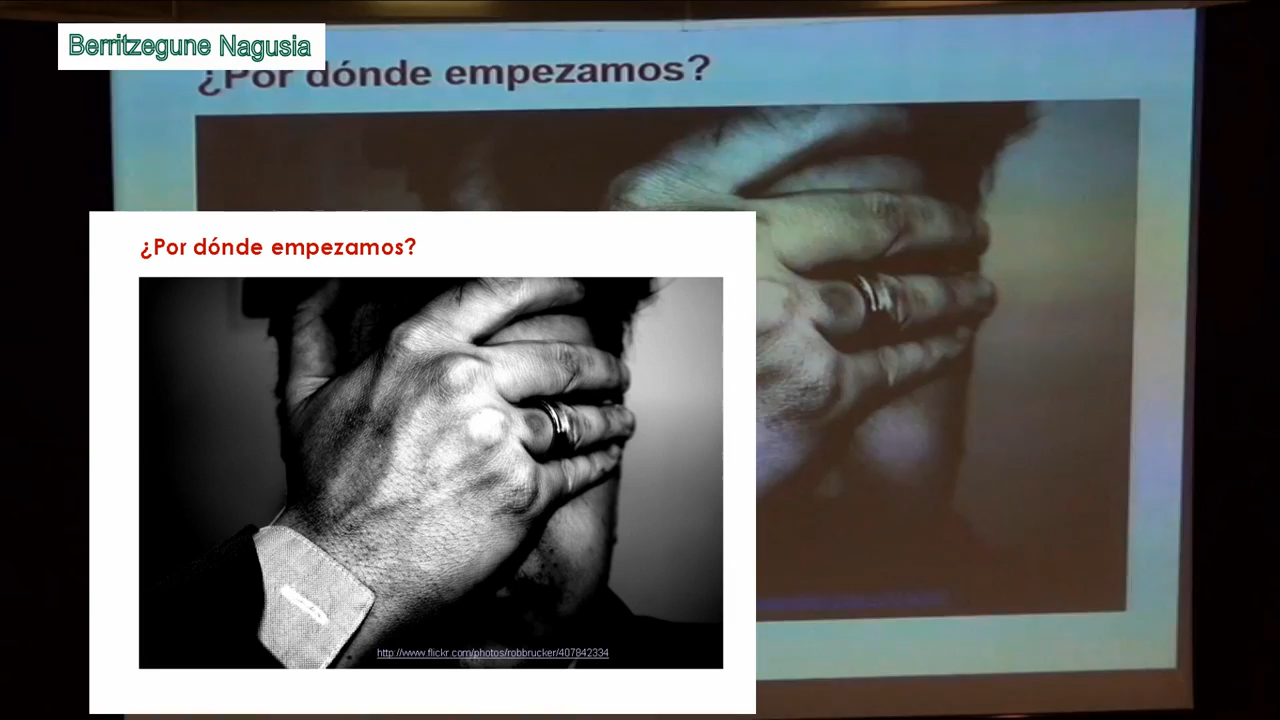 Berritzegune Nagusia
¿Por dónde empezamos?
¿Por dónde empezamos?
http://www.flickr.com/photos/robbrucker/407842334